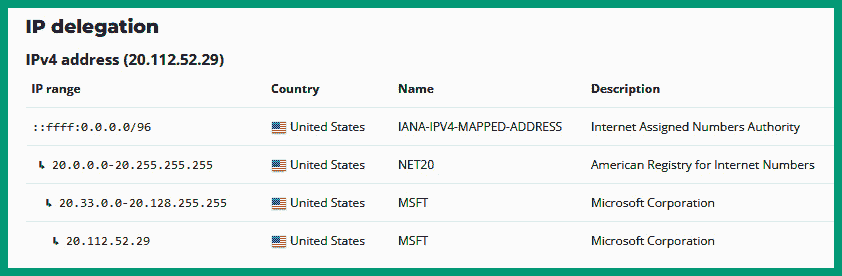 IP delegation
IPv4 address (20.112.52.29)
IP range Country Name Description
::ffff:0.0.0.0/96 United States IANA-IPV4-MAPPED-ADDRESS Internet Assigned Numbers Authority
↳ 20.0.0.0-20.255.255.255 United States NET20 American Registry for Internet Numbers
↳ 20.33.0.0-20.128.255.255 United States MSFT Microsoft Corporation
↳ 20.112.52.29 United States MSFT Microsoft Corporation